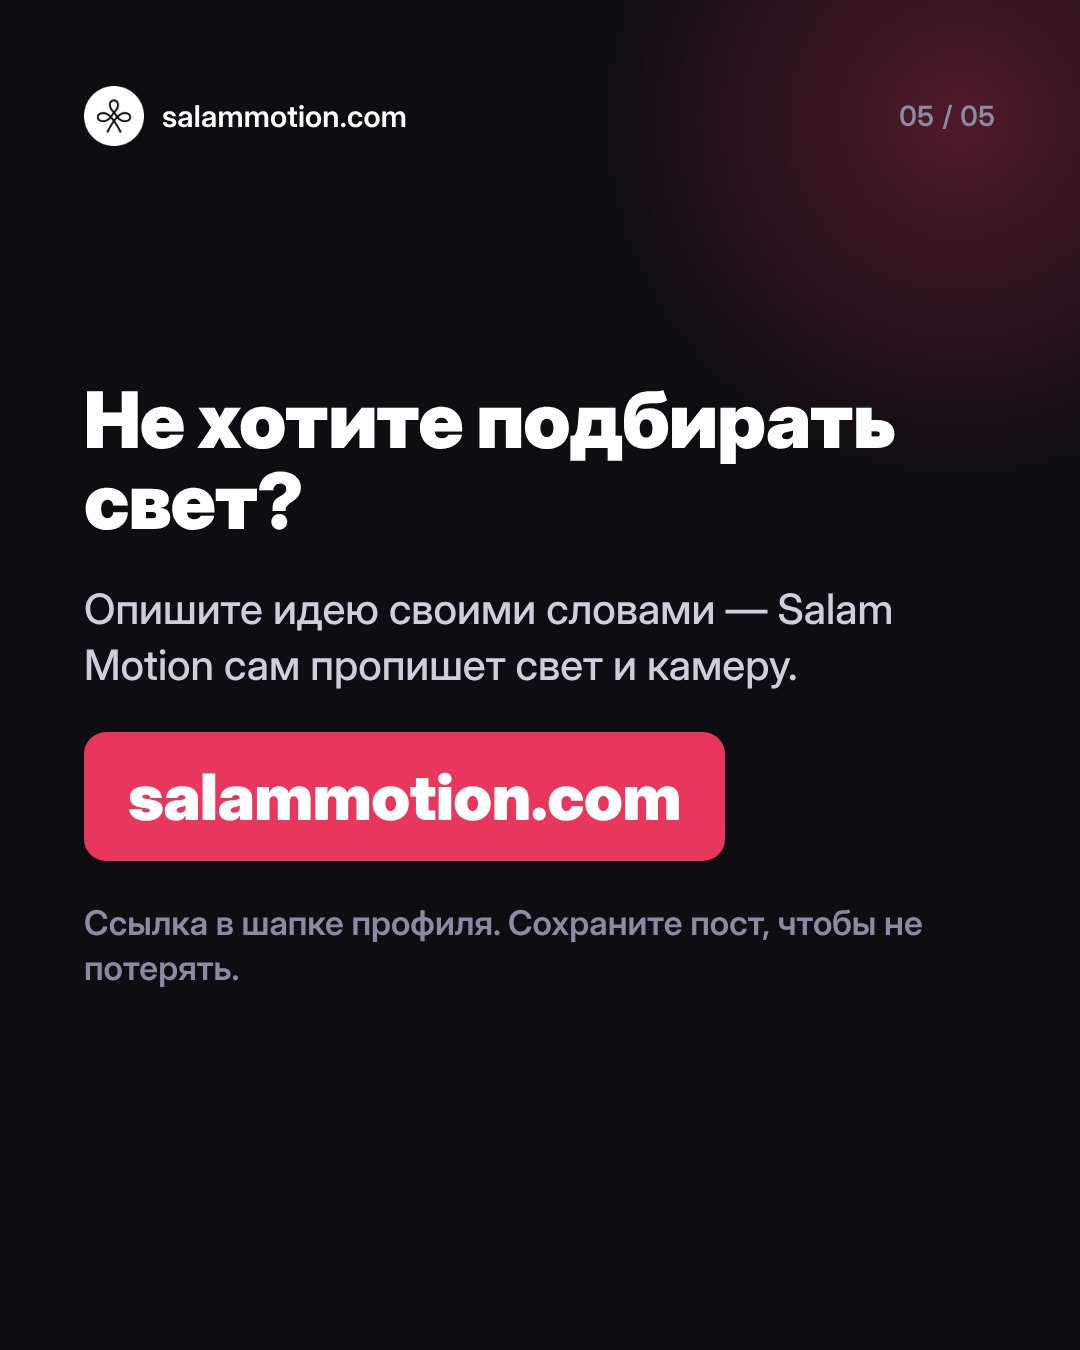 salammotion.com
05 / 05
Не хотите подбирать
свет?
Опишите идею своими словами — Salam
Motion сам пропишет свет и камеру.
salammotion.com
Ссылка в шапке профиля. Сохраните пост, чтобы не
потерять.